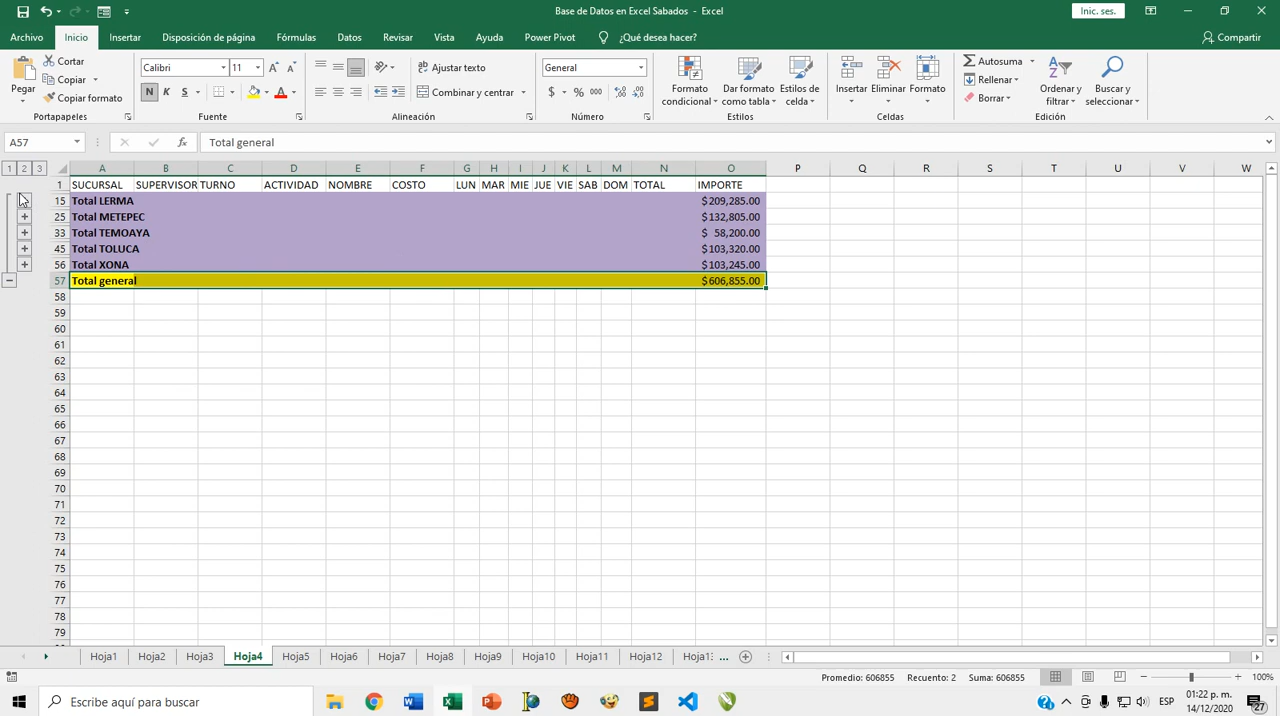 Base de Datos en Excel Sabados - Excel
Inic. ses.
Archivo Inicio Insertar Disposición de página Fórmulas Datos Revisar Vista Ayuda Power Pivot ¿Qué desea hacer? Compartir
Pegar
Cortar
Copiar
Copiar formato
Portapapeles
Calibri 11
N K S
Fuente
Ajustar texto
Combinar y centrar
Alineación
General
$ % 000
Número
Formato condicional
Dar formato como tabla
Estilos de celda
Estilos
Insertar Eliminar Formato
Celdas
Autosuma
Rellenar
Borrar
Ordenar y filtrar
Buscar y seleccionar
Edición
A57 fx Total general
1 2 3 A B C D E F G H I J K L M N O P Q R S T U V W
1 SUCURSAL SUPERVISOR TURNO ACTIVIDAD NOMBRE COSTO LUN MAR MIE JUE VIE SAB DOM TOTAL IMPORTE
15 Total LERMA $209,285.00
25 Total METEPEC $132,805.00
33 Total TEMOAYA $ 58,200.00
45 Total TOLUCA $103,320.00
56 Total XONA $103,245.00
57 Total general $606,855.00
58
59
60
61
62
63
64
65
66
67
68
69
70
71
72
73
74
75
76
77
78
79
Hoja1 Hoja2 Hoja3 Hoja4 Hoja5 Hoja6 Hoja7 Hoja8 Hoja9 Hoja10 Hoja11 Hoja12 ...
Promedio: 606855 Recuento: 2 Suma: 606855 100%
Escribe aquí para buscar
ESP
01:22 p. m.
14/12/2020
27